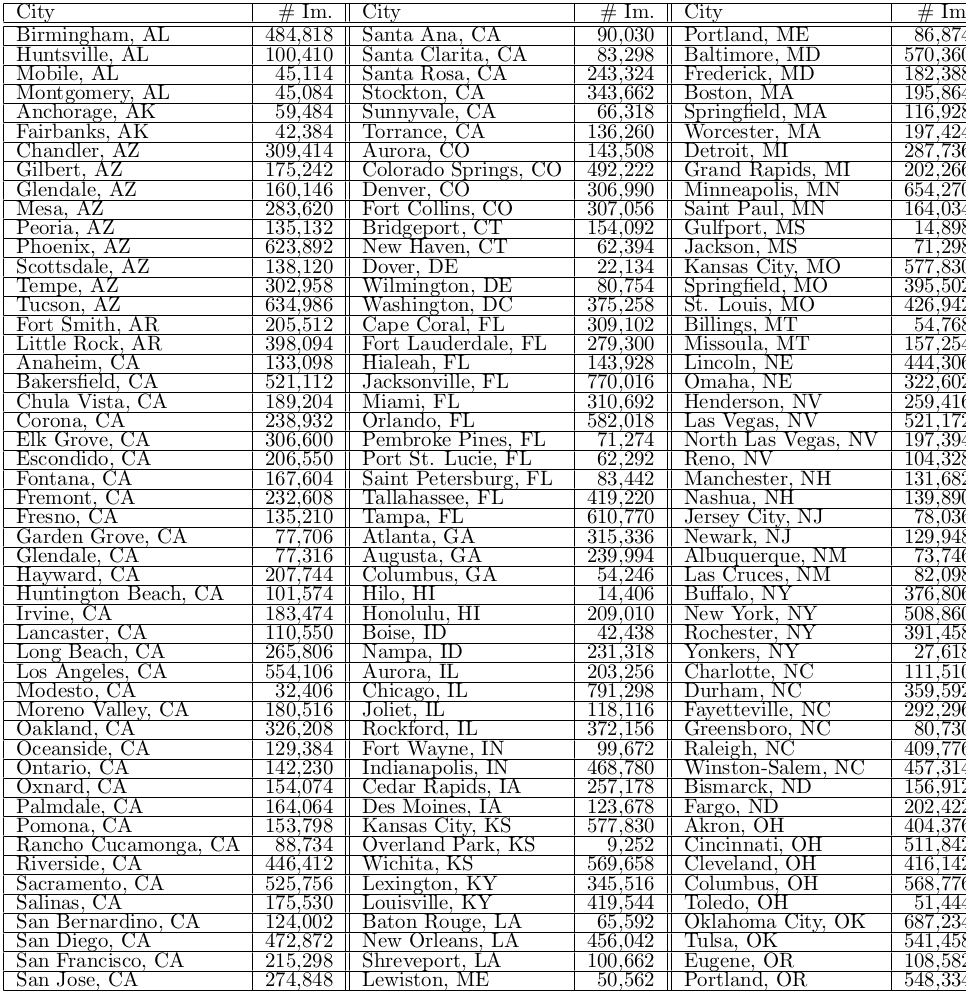 City # Im. City # Im. City # Im
Birmingham, AL 484,818 Santa Ana, CA 90,030 Portland, ME 86,874
Huntsville, AL 100,410 Santa Clarita, CA 83,298 Baltimore, MD 570,360
Mobile, AL 45,114 Santa Rosa, CA 243,324 Frederick, MD 182,388
Montgomery, AL 45,084 Stockton, CA 343,662 Boston, MA 195,864
Anchorage, AK 59,484 Sunnyvale, CA 66,318 Springfield, MA 116,928
Fairbanks, AK 42,384 Torrance, CA 136,260 Worcester, MA 197,424
Chandler, AZ 309,414 Aurora, CO 143,508 Detroit, MI 287,736
Gilbert, AZ 175,242 Colorado Springs, CO 492,222 Grand Rapids, MI 202,266
Glendale, AZ 160,146 Denver, CO 306,990 Minneapolis, MN 654,270
Mesa, AZ 283,620 Fort Collins, CO 307,056 Saint Paul, MN 164,034
Peoria, AZ 135,132 Bridgeport, CT 154,092 Gulfport, MS 14,898
Phoenix, AZ 623,892 New Haven, CT 62,394 Jackson, MS 71,298
Scottsdale, AZ 138,120 Dover, DE 22,134 Kansas City, MO 577,830
Tempe, AZ 302,958 Wilmington, DE 80,754 Springfield, MO 395,502
Tucson, AZ 634,986 Washington, DC 375,258 St. Louis, MO 426,942
Fort Smith, AR 205,512 Cape Coral, FL 309,102 Billings, MT 54,768
Little Rock, AR 398,094 Fort Lauderdale, FL 279,300 Missoula, MT 157,254
Anaheim, CA 133,098 Hialeah, FL 143,928 Lincoln, NE 444,306
Bakersfield, CA 521,112 Jacksonville, FL 770,016 Omaha, NE 322,602
Chula Vista, CA 189,204 Miami, FL 310,692 Henderson, NV 259,416
Corona, CA 238,932 Orlando, FL 582,018 Las Vegas, NV 521,172
Elk Grove, CA 306,600 Pembroke Pines, FL 71,274 North Las Vegas, NV 197,394
Escondido, CA 206,550 Port St. Lucie, FL 62,292 Reno, NV 104,328
Fontana, CA 167,604 Saint Petersburg, FL 83,442 Manchester, NH 131,682
Fremont, CA 232,608 Tallahassee, FL 419,220 Nashua, NH 139,890
Fresno, CA 135,210 Tampa, FL 610,770 Jersey City, NJ 78,036
Garden Grove, CA 77,706 Atlanta, GA 315,336 Newark, NJ 129,948
Glendale, CA 77,316 Augusta, GA 239,994 Albuquerque, NM 73,746
Hayward, CA 207,744 Columbus, GA 54,246 Las Cruces, NM 82,098
Huntington Beach, CA 101,574 Hilo, HI 14,406 Buffalo, NY 376,806
Irvine, CA 183,474 Honolulu, HI 209,010 New York, NY 508,860
Lancaster, CA 110,550 Boise, ID 42,438 Rochester, NY 391,458
Long Beach, CA 265,806 Nampa, ID 231,318 Yonkers, NY 27,618
Los Angeles, CA 554,106 Aurora, IL 203,256 Charlotte, NC 111,510
Modesto, CA 32,406 Chicago, IL 791,298 Durham, NC 359,592
Moreno Valley, CA 180,516 Joliet, IL 118,116 Fayetteville, NC 292,296
Oakland, CA 326,208 Rockford, IL 372,156 Greensboro, NC 80,730
Oceanside, CA 129,384 Fort Wayne, IN 99,672 Raleigh, NC 409,776
Ontario, CA 142,230 Indianapolis, IN 468,780 Winston-Salem, NC 457,314
Oxnard, CA 154,074 Cedar Rapids, IA 257,178 Bismarck, ND 156,912
Palmdale, CA 164,064 Des Moines, IA 123,678 Fargo, ND 202,422
Pomona, CA 153,798 Kansas City, KS 577,830 Akron, OH 404,376
Rancho Cucamonga, CA 88,734 Overland Park, KS 9,252 Cincinnati, OH 511,842
Riverside, CA 446,412 Wichita, KS 569,658 Cleveland, OH 416,142
Sacramento, CA 525,756 Lexington, KY 345,516 Columbus, OH 568,776
Salinas, CA 175,530 Louisville, KY 419,544 Toledo, OH 51,444
San Bernardino, CA 124,002 Baton Rouge, LA 65,592 Oklahoma City, OK 687,234
San Diego, CA 472,872 New Orleans, LA 456,042 Tulsa, OK 541,458
San Francisco, CA 215,298 Shreveport, LA 100,662 Eugene, OR 108,582
San Jose, CA 274,848 Lewiston, ME 50,562 Portland, OR 548,334